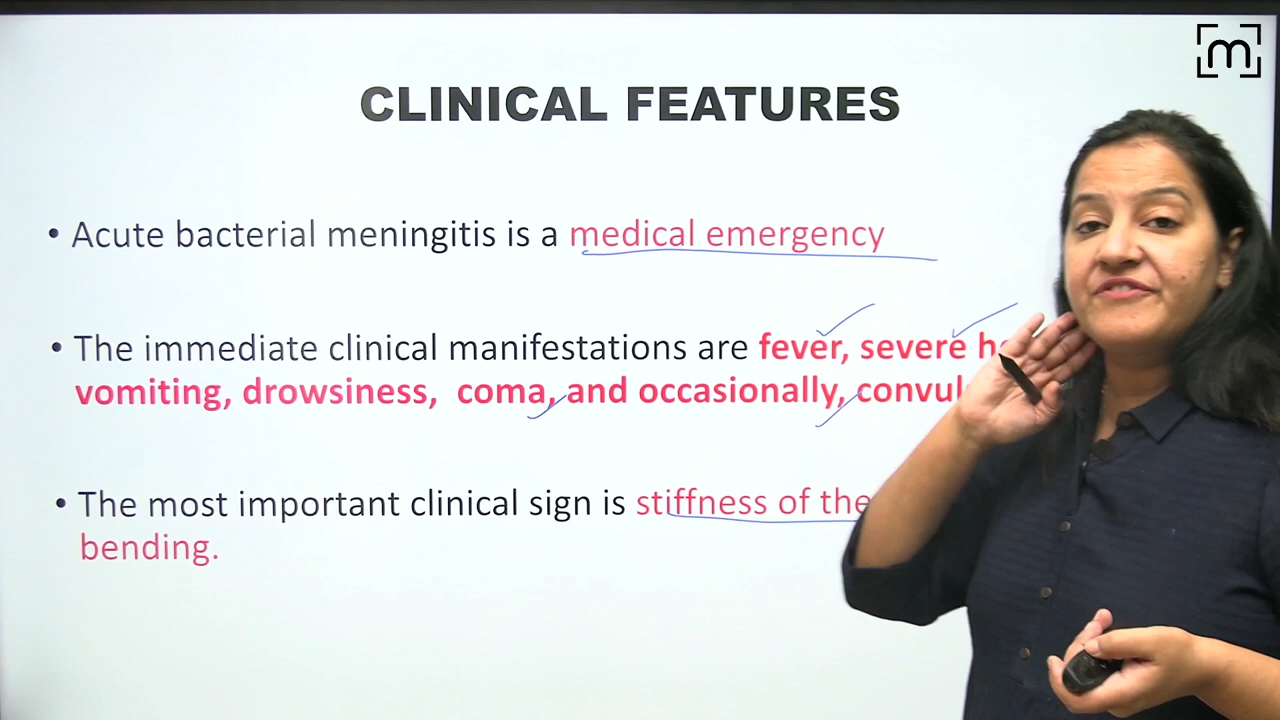 m
CLINICAL FEATURES
• Acute bacterial meningitis is a medical emergency
• The immediate clinical manifestations are fever, severe
vomiting, drowsiness, coma, and occasionally,
• The most important clinical sign is stiffness of the
bending.